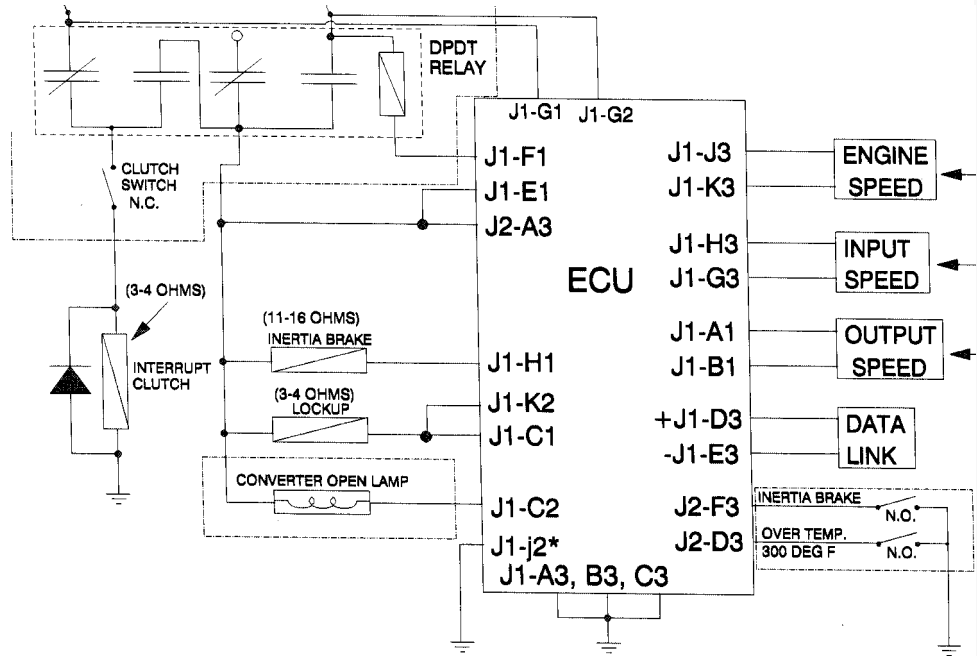 DPDT
RELAY
J1-G1 J1-G2
J1-F1
J1-E1
J2-A3
ECU
J1-H1
J1-K2
J1-C1
J1-C2
J1-j2*
J1-A3, B3, C3
J1-J3
J1-K3
J1-H3
J1-G3
J1-A1
J1-B1
+J1-D3
-J1-E3
J2-F3
J2-D3
ENGINE
SPEED
INPUT
SPEED
OUTPUT
SPEED
DATA
LINK
INERTIA BRAKE
N.O.
OVER TEMP.
300 DEG F
N.O.
CLUTCH
SWITCH
N.C.
(3-4 OHMS)
INTERRUPT
CLUTCH
(11-16 OHMS)
INERTIA BRAKE
(3-4 OHMS)
LOCKUP
CONVERTER OPEN LAMP